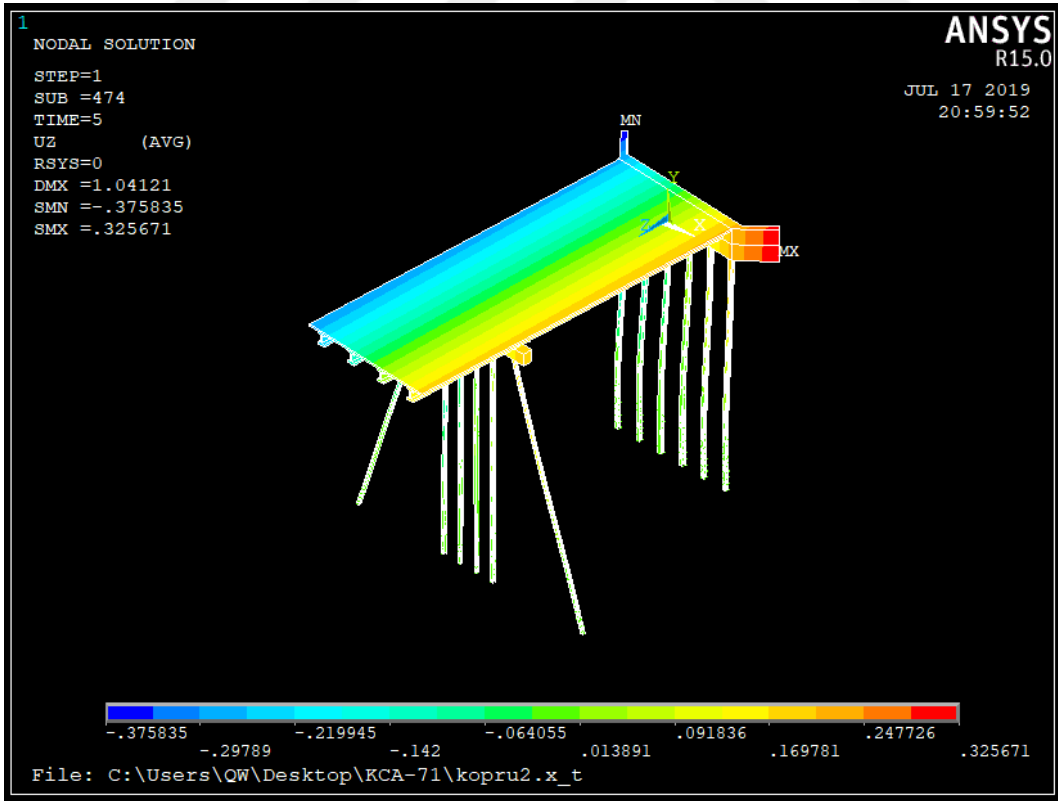 1
NODAL SOLUTION
STEP=1
SUB =474
TIME=5
UZ (AVG)
RSYS=0
DMX =1.04121
SMN =-.375835
SMX =.325671
ANSYS
R15.0
JUL 17 2019
20:59:52
MN
Y
Z
X
MX
-.375835 -.219945 -.064055 .091836 .247726
-.29789 -.142 .013891 .169781 .325671
File: C:\Users\QW\Desktop\KCA-71\kopru2.x_t